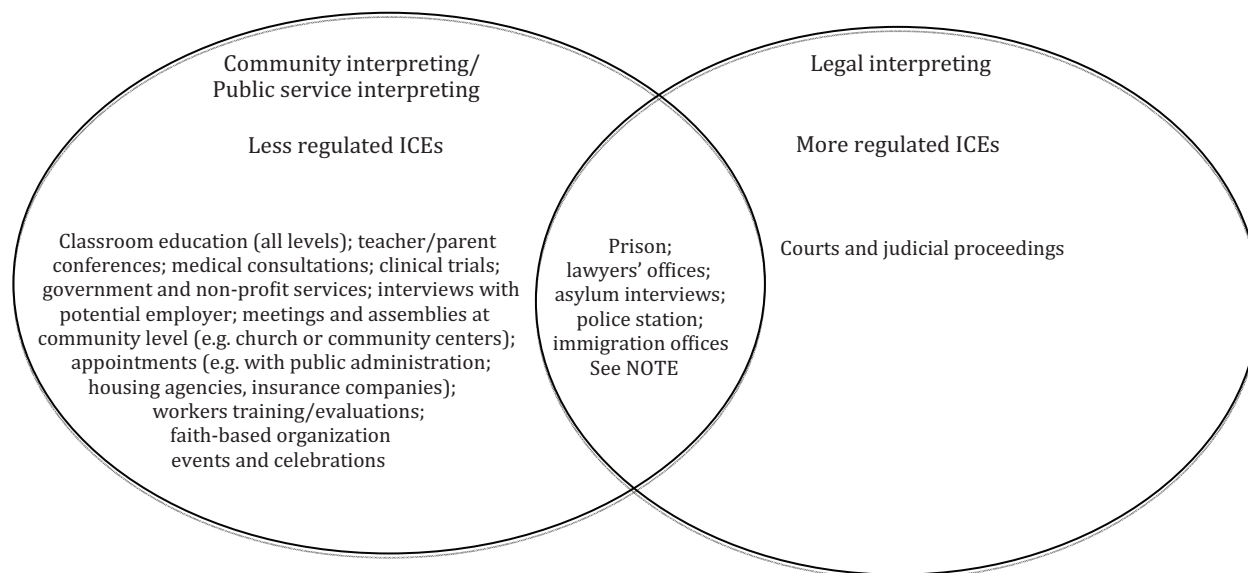 Community interpreting/
Public service interpreting
Less regulated ICEs
Classroom education (all levels); teacher/parent
conferences; medical consultations; clinical trials;
government and non-profit services; interviews with
potential employer; meetings and assemblies at
community level (e.g. church or community centers);
appointments (e.g. with public administration;
housing agencies, insurance companies);
workers training/evaluations;
faith-based organization
events and celebrations
Prison;
lawyers’ offices;
asylum interviews;
police station;
immigration offices
See NOTE
Legal interpreting
More regulated ICEs
Courts and judicial proceedings